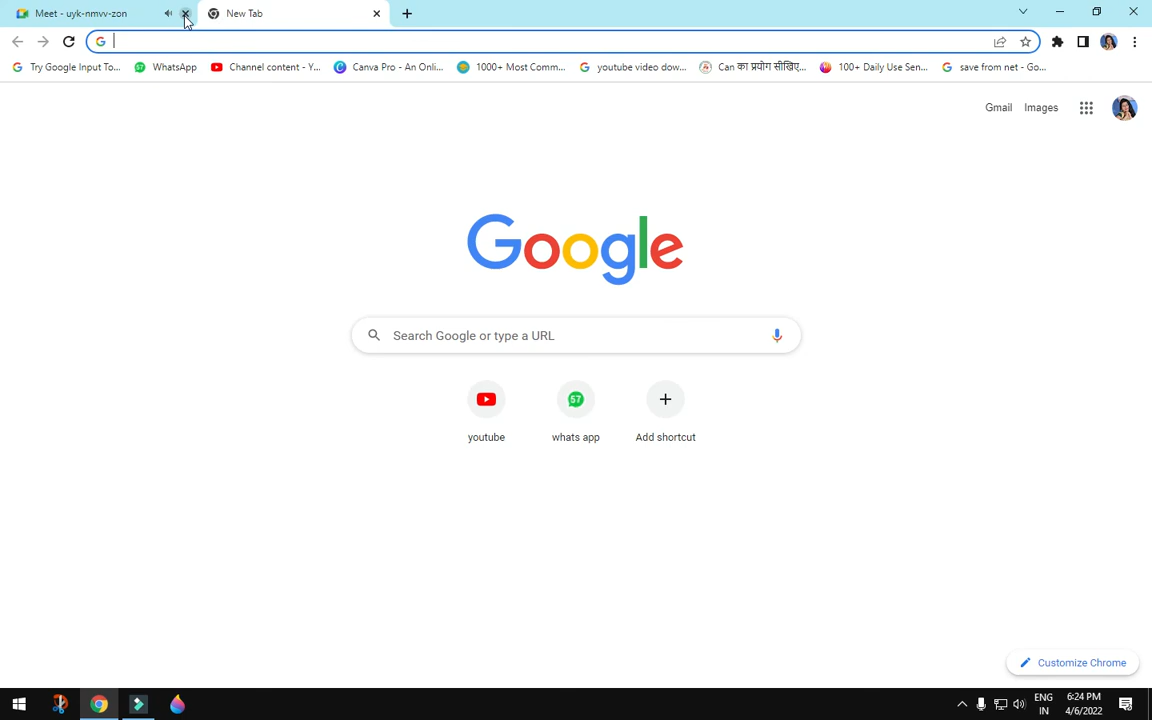 Meet - uyk-nmvv-zon
New Tab
Try Google Input To...
WhatsApp
Channel content - Y...
Canva Pro - An Onli...
1000+ Most Comm...
youtube video dow...
Can का प्रयोग सीखिए...
100+ Daily Use Sen...
save from net - Go...
Gmail
Images
Google
Search Google or type a URL
57
youtube
whats app
Add shortcut
Customize Chrome
ENG
IN
6:24 PM
4/6/2022